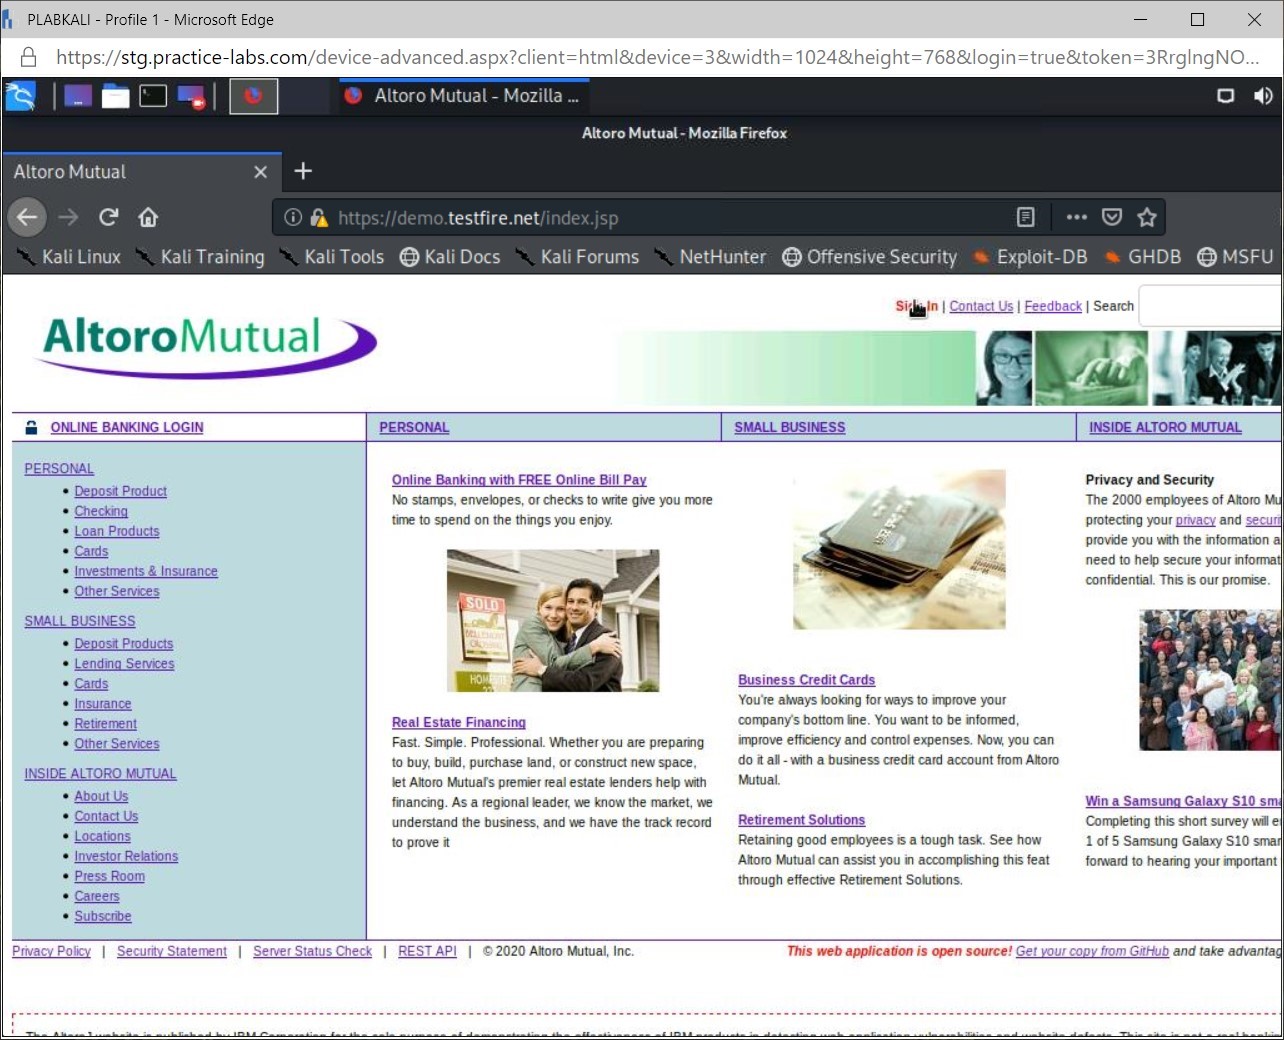 PLABKALI - Profile 1 - Microsoft Edge
https://stg.practice-labs.com/device-advanced.aspx?client=html&device=3&width=1024&height=768&login=true&token=3RrglngNO...
Altoro Mutual - Mozilla ...
Altoro Mutual - Mozilla Firefox
Altoro Mutual
https://demo.testfire.net/index.jsp
Kali Linux Kali Training Kali Tools Kali Docs Kali Forums NetHunter Offensive Security Exploit-DB GHDB MSFU
Sign In | Contact Us | Feedback | Search
AltoroMutual
ONLINE BANKING LOGIN PERSONAL SMALL BUSINESS INSIDE ALTORO MUTUAL
PERSONAL
• Deposit Product
• Checking
• Loan Products
• Cards
• Investments & Insurance
• Other Services
SMALL BUSINESS
• Deposit Products
• Lending Services
• Cards
• Insurance
• Retirement
• Other Services
INSIDE ALTORO MUTUAL
• About Us
• Contact Us
• Locations
• Investor Relations
• Press Room
• Careers
• Subscribe
Online Banking with FREE Online Bill Pay
No stamps, envelopes, or checks to write give you more
time to spend on the things you enjoy.
SOLD
Real Estate Financing
Fast. Simple. Professional. Whether you are preparing
to buy, build, purchase land, or construct new space,
let Altoro Mutual's premier real estate lenders help with
financing. As a regional leader, we know the market, we
understand the business, and we have the track record
to prove it
Business Credit Cards
You're always looking for ways to improve your
company's bottom line. You want to be informed,
improve efficiency and control expenses. Now, you can
do it all - with a business credit card account from Altoro
Mutual.
Retirement Solutions
Retaining good employees is a tough task. See how
Altoro Mutual can assist you in accomplishing this feat
through effective Retirement Solutions.
Privacy and Security
The 2000 employees of Altoro Mu
protecting your privacy and securi
provide you with the information a
need to help secure your informat
confidential. This is our promise.
Win a Samsung Galaxy S10 sma
Completing this short survey will e
1 of 5 Samsung Galaxy S10 smar
forward to hearing your important
Privacy Policy | Security Statement | Server Status Check | REST API | © 2020 Altoro Mutual, Inc.
This web application is open source! Get your copy from GitHub and take advantag